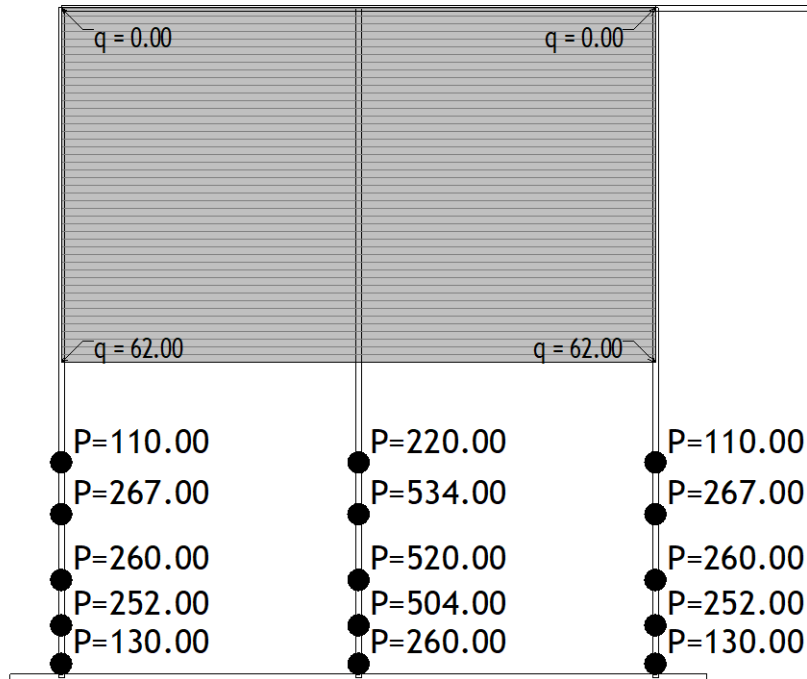 q = 0.00 q = 0.00
q = 62.00 q = 62.00
P=110.00 P=220.00 P=110.00
P=267.00 P=534.00 P=267.00
P=260.00 P=520.00 P=260.00
P=252.00 P=504.00 P=252.00
P=130.00 P=260.00 P=130.00